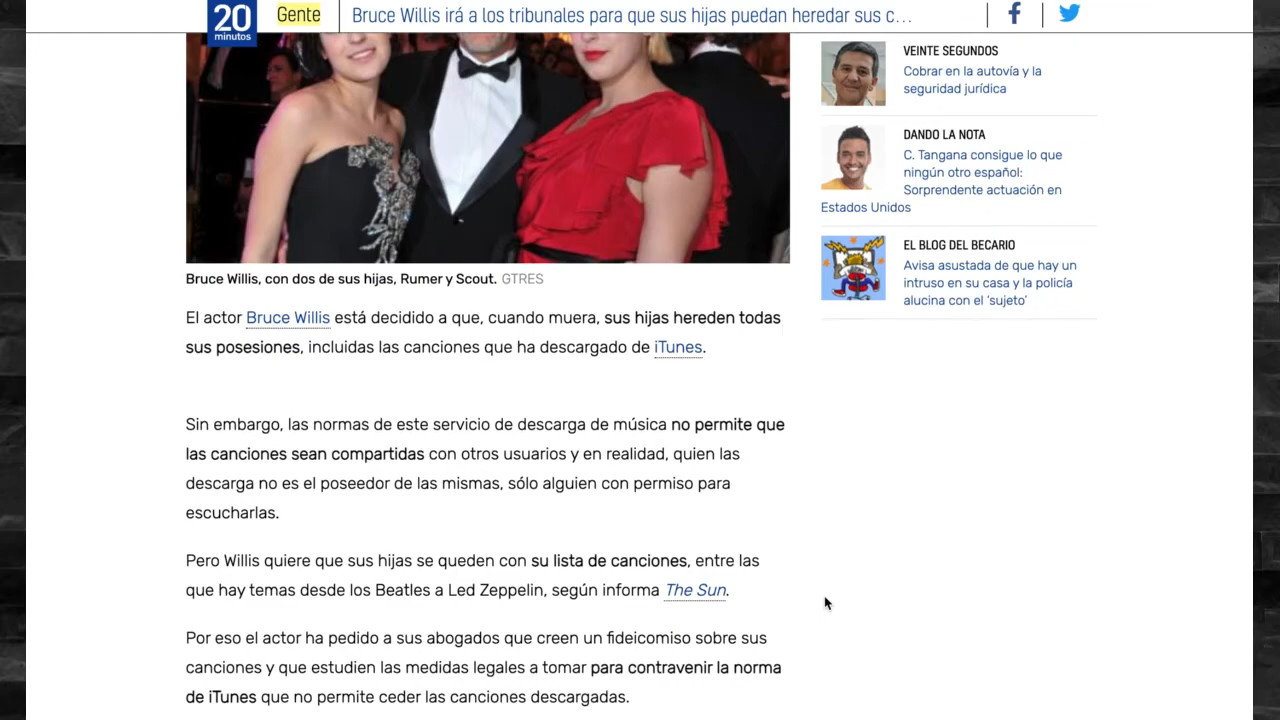 20
minutos
Gente
Bruce Willis irá a los tribunales para que sus hijas puedan heredar sus c…
Bruce Willis, con dos de sus hijas, Rumer y Scout. GTRES
El actor Bruce Willis está decidido a que, cuando muera, sus hijas hereden todas
sus posesiones, incluidas las canciones que ha descargado de iTunes.
Sin embargo, las normas de este servicio de descarga de música no permite que
las canciones sean compartidas con otros usuarios y en realidad, quien las
descarga no es el poseedor de las mismas, sólo alguien con permiso para
escucharlas.
Pero Willis quiere que sus hijas se queden con su lista de canciones, entre las
que hay temas desde los Beatles a Led Zeppelin, según informa The Sun.
Por eso el actor ha pedido a sus abogados que creen un fideicomiso sobre sus
canciones y que estudien las medidas legales a tomar para contravenir la norma
de iTunes que no permite ceder las canciones descargadas.
VEINTE SEGUNDOS
Cobrar en la autovía y la
seguridad jurídica
DANDO LA NOTA
C. Tangana consigue lo que
ningún otro español:
Sorprendente actuación en
Estados Unidos
EL BLOG DEL BECARIO
Avisa asustada de que hay un
intruso en su casa y la policía
alucina con el ‘sujeto’